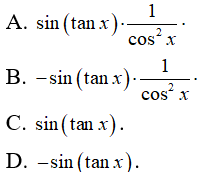 A. sin(tan x)·1/cos² x·
B. −sin(tan x)·1/cos² x·
C. sin(tan x).
D. −sin(tan x).